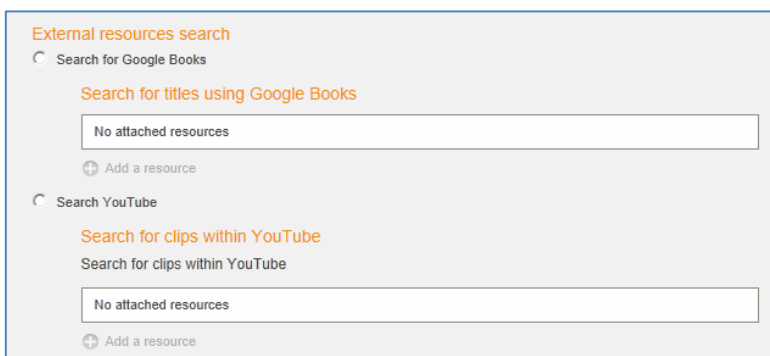 External resources search
Search for Google Books
Search for titles using Google Books
No attached resources
Add a resource
Search YouTube
Search for clips within YouTube
Search for clips within YouTube
No attached resources
Add a resource